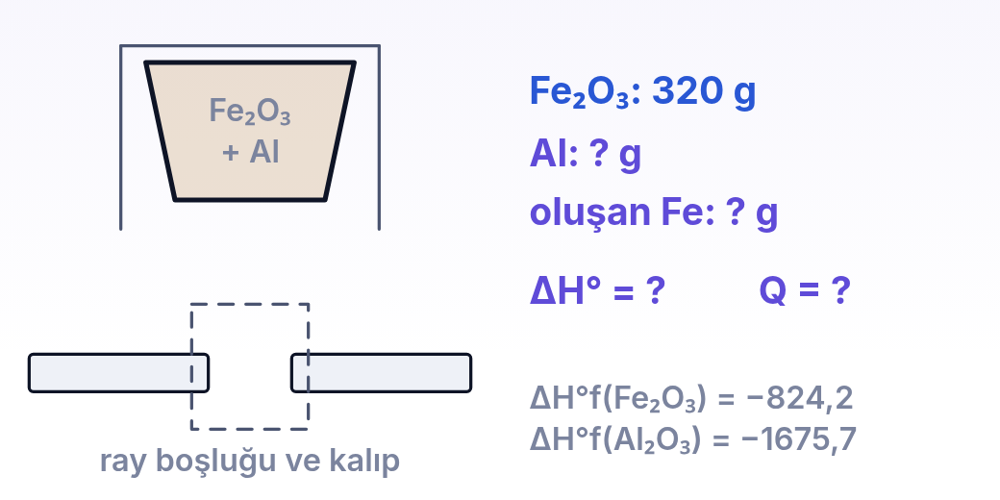 Fe₂O₃
+ Al
ray boşluğu ve kalıp
Fe₂O₃: 320 g
Al: ? g
oluşan Fe: ? g
ΔH° = ? Q = ?
ΔH°f(Fe₂O₃) = −824,2
ΔH°f(Al₂O₃) = −1675,7